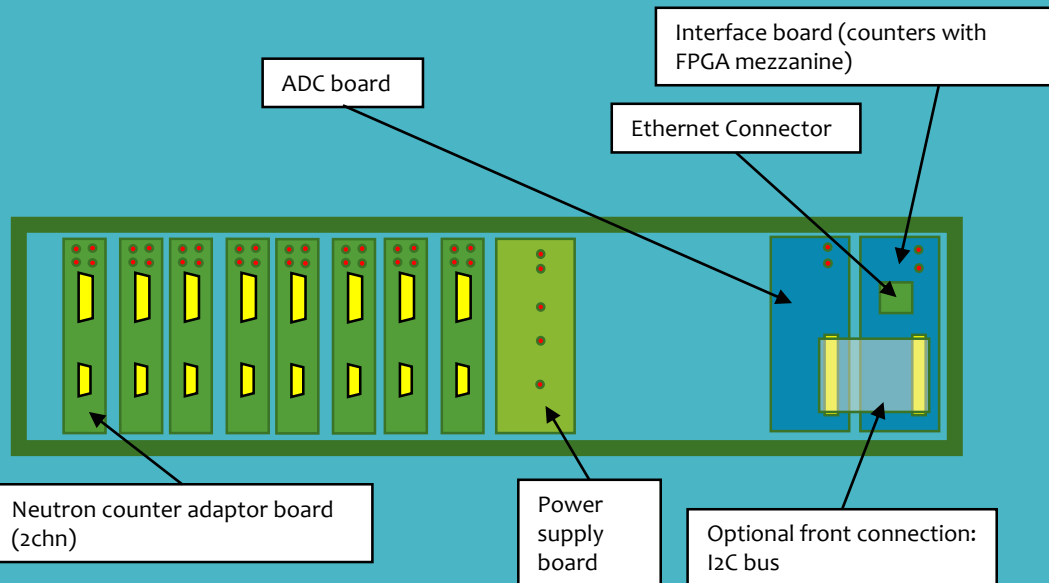 Interface board (counters with
FPGA mezzanine)
ADC board
Ethernet Connector
Neutron counter adaptor board
(2chn)
Power
supply
board
Optional front connection:
I2C bus